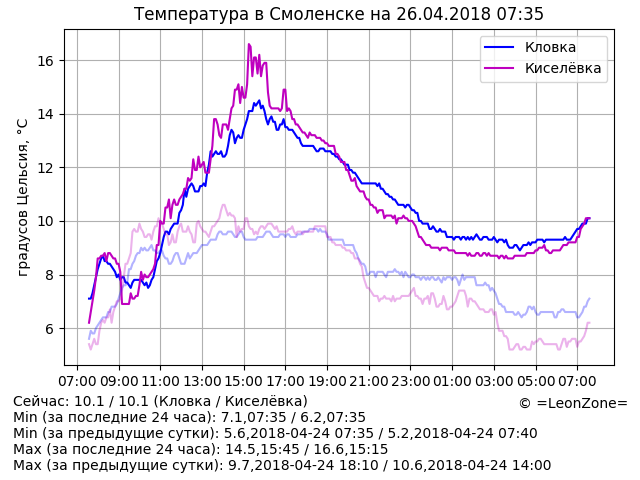 Температура в Смоленске на 26.04.2018 07:35
Кловка
Киселёвка
градусов Цельсия, °C
16
14
12
10
8
6
07:00 09:00 11:00 13:00 15:00 17:00 19:00 21:00 23:00 01:00 03:00 05:00 07:00
Сейчас: 10.1 / 10.1 (Кловка / Киселёвка)
© =LeonZone=
Min (за последние 24 часа): 7.1,07:35 / 6.2,07:35
Min (за предыдущие сутки): 5.6,2018-04-24 07:35 / 5.2,2018-04-24 07:40
Max (за последние 24 часа): 14.5,15:45 / 16.6,15:15
Max (за предыдущие сутки): 9.7,2018-04-24 18:10 / 10.6,2018-04-24 14:00